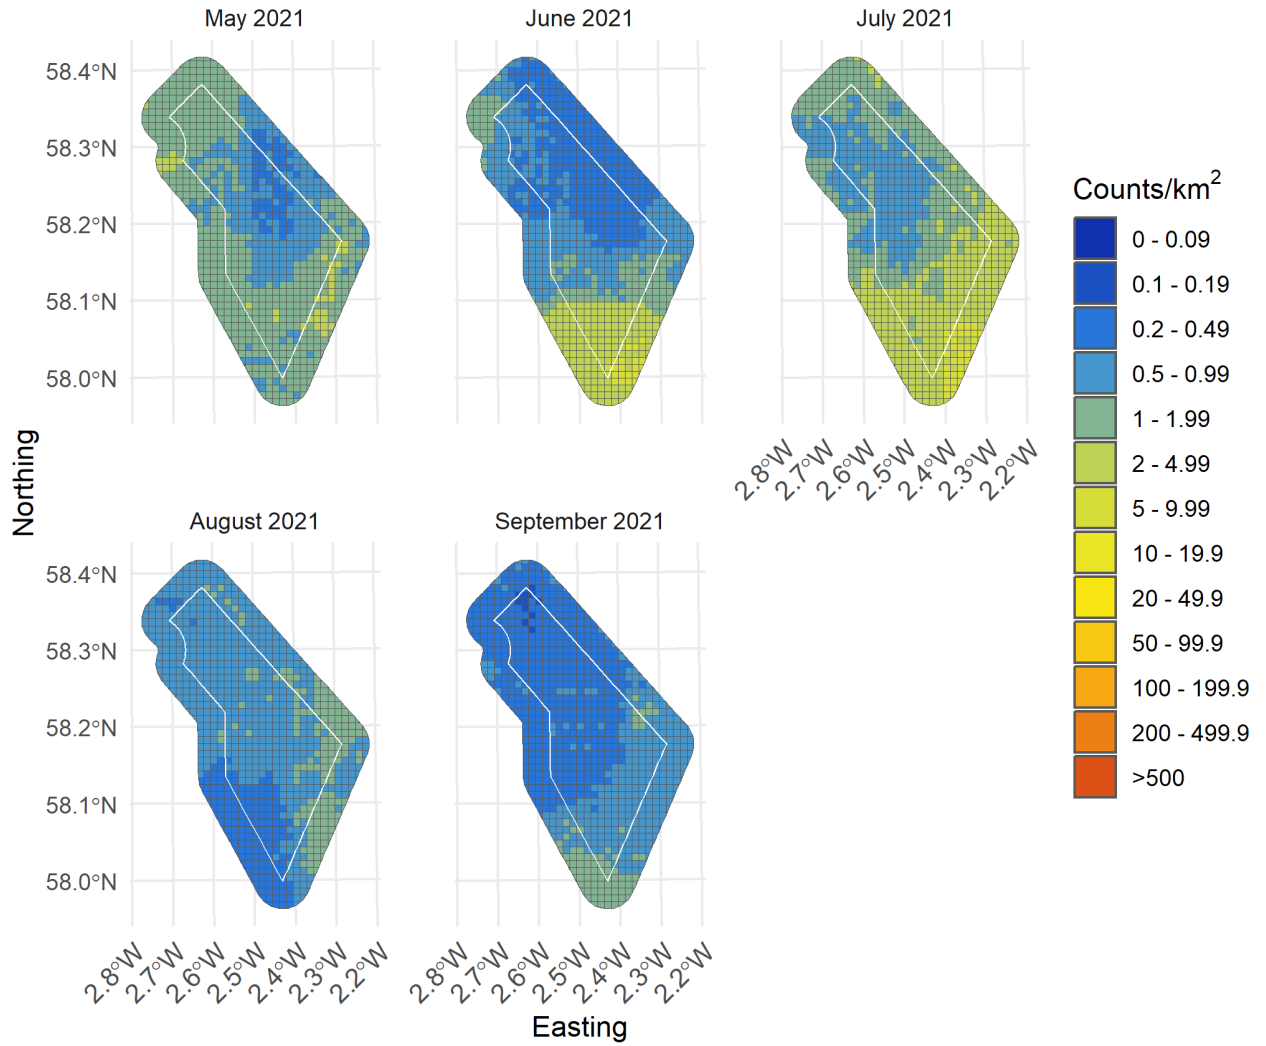 May 2021
June 2021
July 2021
58.4°N
58.3°N
58.2°N
58.1°N
58.0°N
2.8°W
2.7°W
2.6°W
2.5°W
2.4°W
2.3°W
2.2°W
Northing
August 2021
September 2021
58.4°N
58.3°N
58.2°N
58.1°N
58.0°N
2.8°W
2.7°W
2.6°W
2.5°W
2.4°W
2.3°W
2.2°W
2.8°W
2.7°W
2.6°W
2.5°W
2.4°W
2.3°W
2.2°W
Easting
Counts/km²
0 - 0.09
0.1 - 0.19
0.2 - 0.49
0.5 - 0.99
1 - 1.99
2 - 4.99
5 - 9.99
10 - 19.9
20 - 49.9
50 - 99.9
100 - 199.9
200 - 499.9
>500